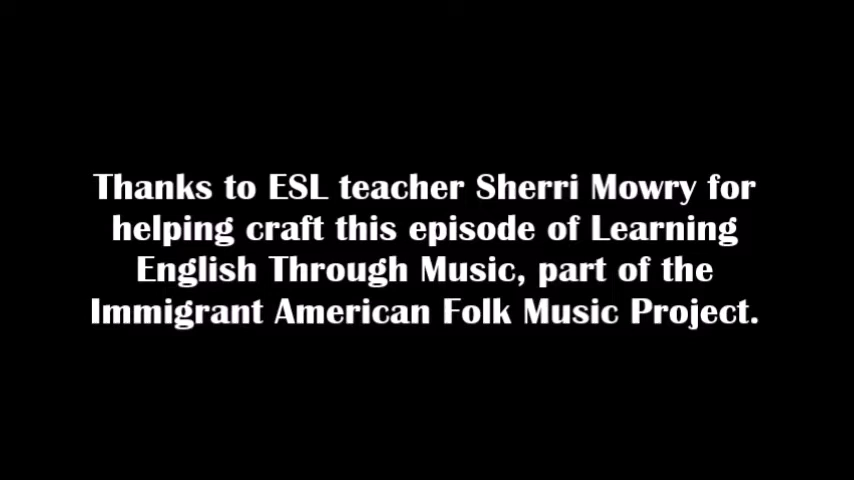 Thanks to ESL teacher Sherri Mowry for
helping craft this episode of Learning
English Through Music, part of the
Immigrant American Folk Music Project.